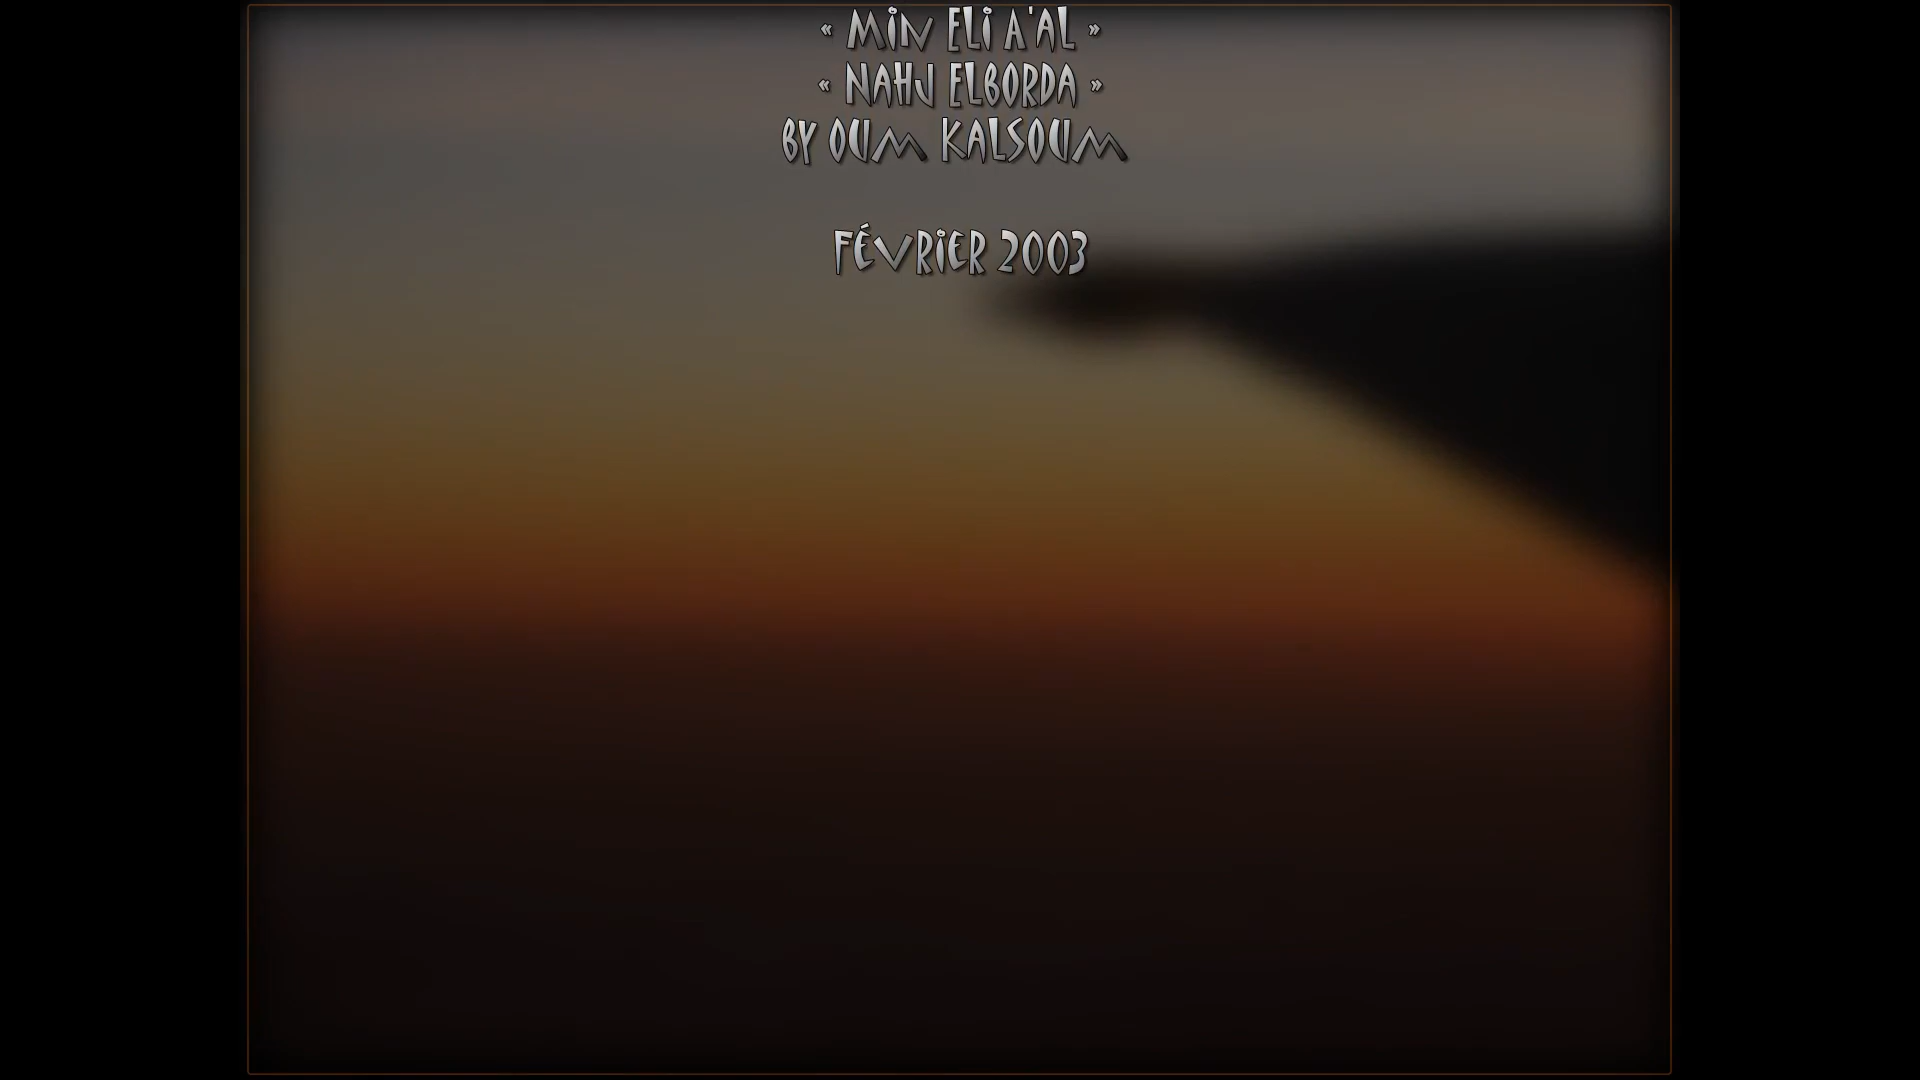 « MIN ELI A'AL »
« NAHJ ELBORDA »
BY OUM KALSOUM
FÉVRIER 2003